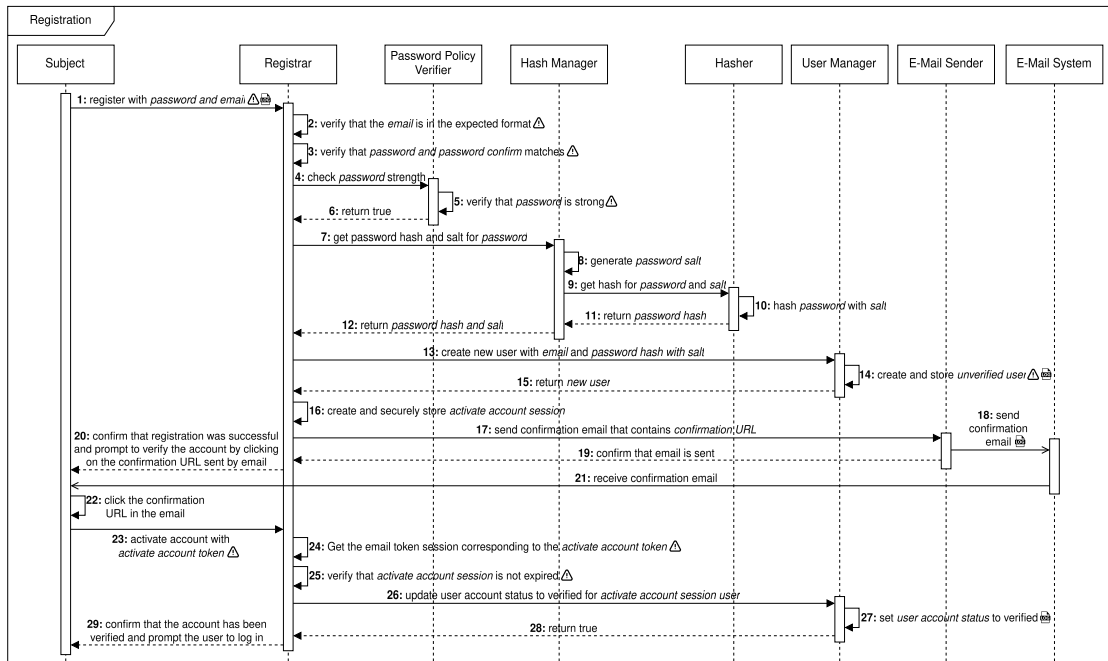 Registration
Subject
Registrar
Password Policy
Verifier
Hash Manager
Hasher
User Manager
E-Mail Sender
E-Mail System
1: register with password and email
2: verify that the email is in the expected format
3: verify that password and password confirm matches
4: check password strength
5: verify that password is strong
6: return true
7: get password hash and salt for password
8: generate password salt
9: get hash for password and salt
10: hash password with salt
11: return password hash
12: return password hash and salt
13: create new user with email and password hash with salt
14: create and store unverified user
15: return new user
16: create and securely store activate account session
17: send confirmation email that contains confirmation URL
18: send
confirmation
email
19: confirm that email is sent
20: confirm that registration was successful
and prompt to verify the account by clicking
on the confirmation URL sent by email
21: receive confirmation email
22: click the confirmation
URL in the email
23: activate account with
activate account token
24: Get the email token session corresponding to the activate account token
25: verify that activate account session is not expired
26: update user account status to verified for activate account session user
27: set user account status to verified
28: return true
29: confirm that the account has been
verified and prompt the user to log in